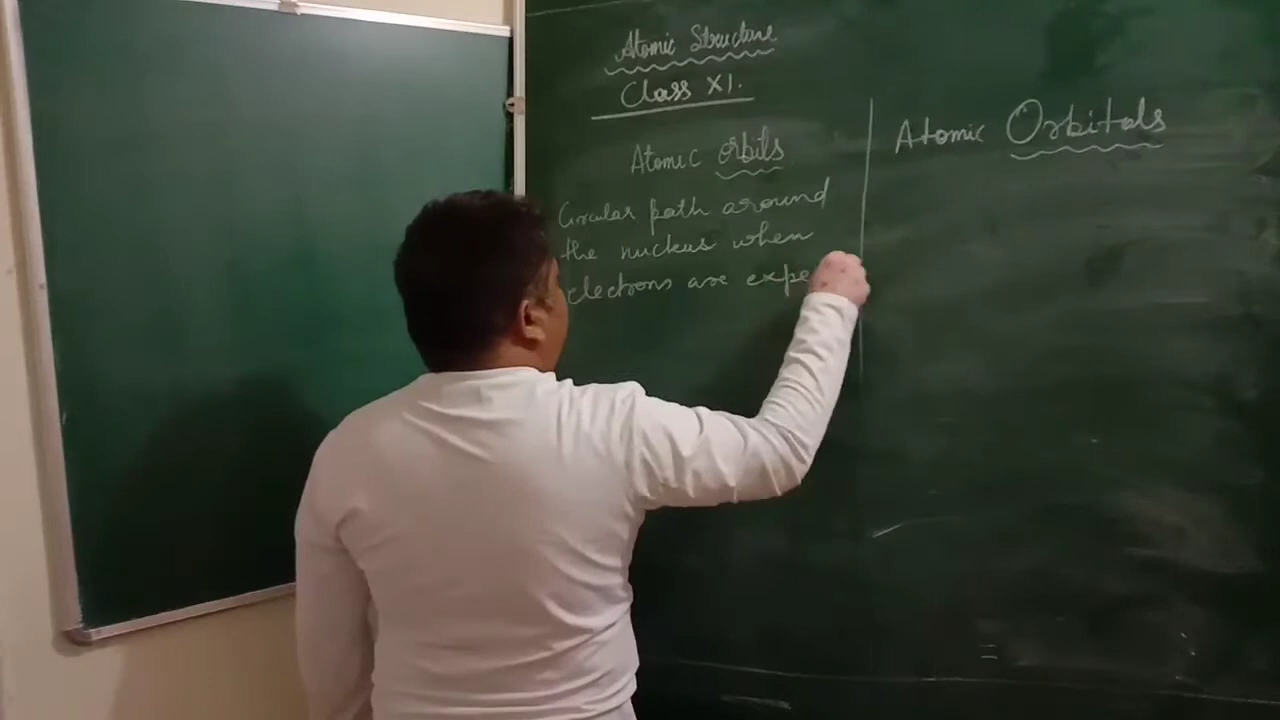 Atomic Structure
Class XI.
Atomic orbits
Circular path around
the nucleus when
electrons are expe
Atomic Orbitals